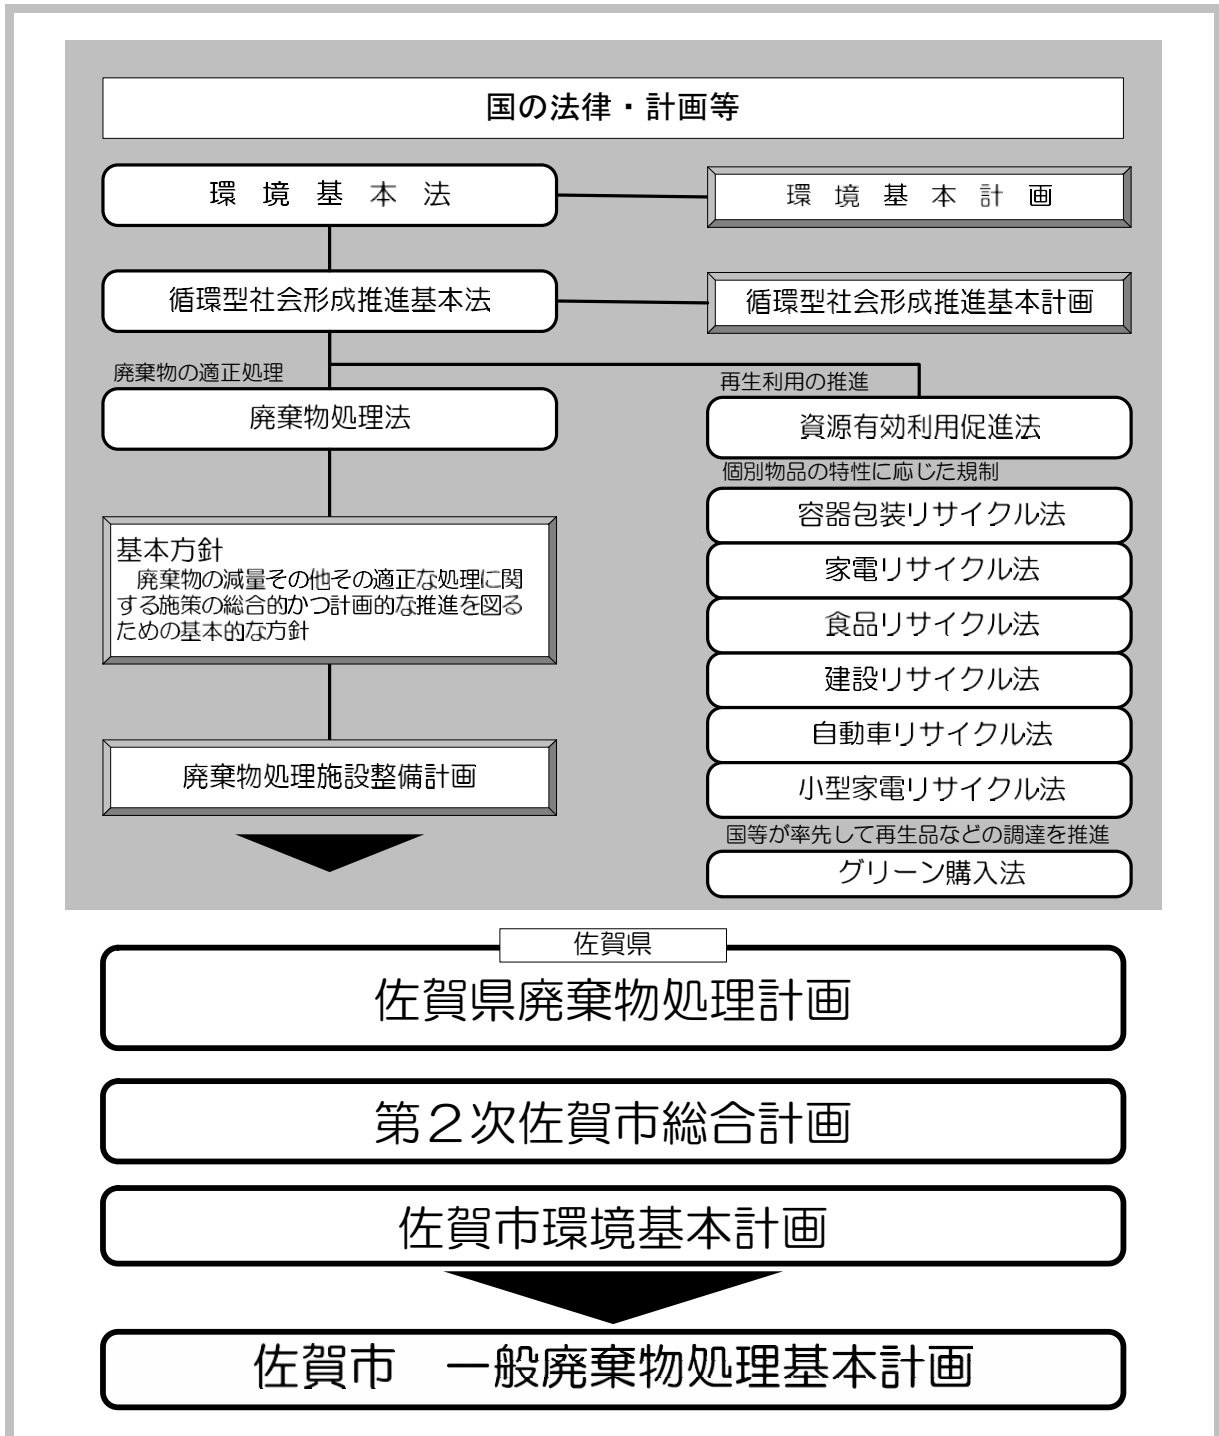 国の法律・計画等
環境基本法
環境基本計画
循環型社会形成推進基本法
循環型社会形成推進基本計画
廃棄物の適正処理
廃棄物処理法
基本方針
　廃棄物の減量その他その適正な処理に関
する施策の総合的かつ計画的な推進を図る
ための基本的な方針
廃棄物処理施設整備計画
再生利用の推進
資源有効利用促進法
個別物品の特性に応じた規制
容器包装リサイクル法
家電リサイクル法
食品リサイクル法
建設リサイクル法
自動車リサイクル法
小型家電リサイクル法
国等が率先して再生品などの調達を推進
グリーン購入法
佐賀県
佐賀県廃棄物処理計画
第２次佐賀市総合計画
佐賀市環境基本計画
佐賀市　一般廃棄物処理基本計画